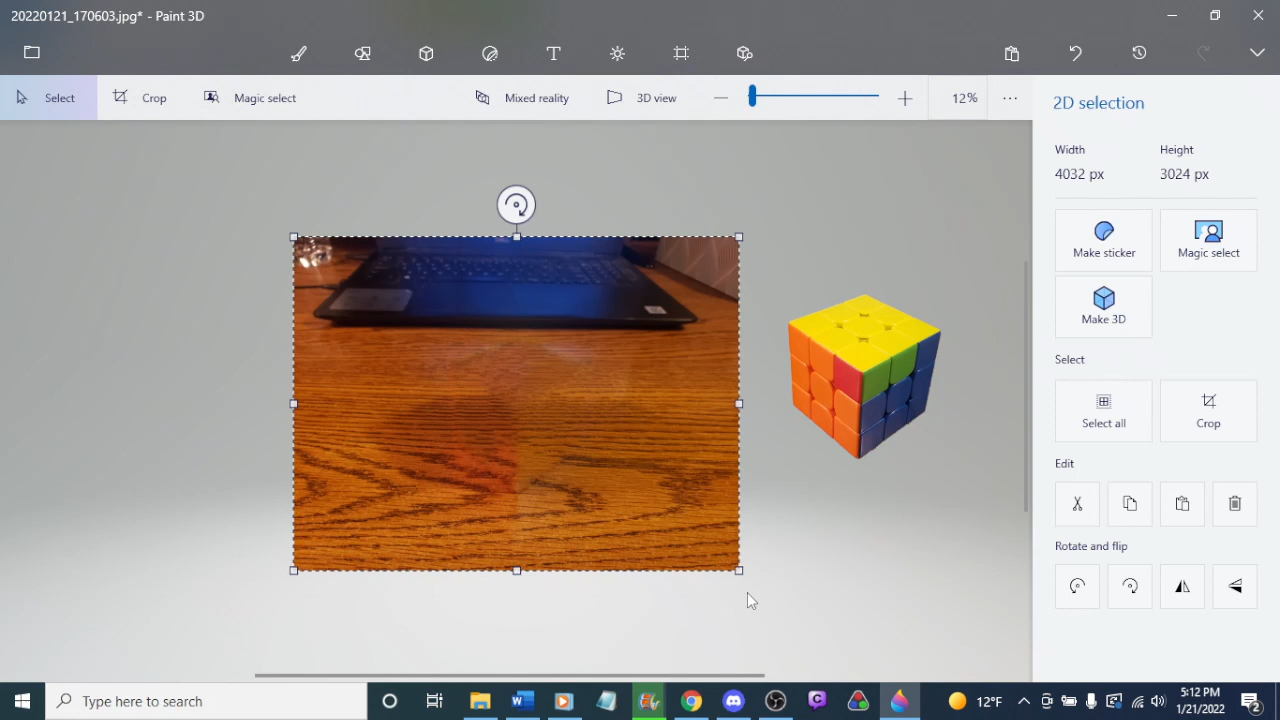 20220121_170603.jpg* - Paint 3D
Select
Crop
Magic select
Mixed reality
3D view
12%
2D selection
Width
Height
4032 px
3024 px
Make sticker
Magic select
Make 3D
Select
Select all
Crop
Edit
Rotate and flip
Type here to search
12°F
5:12 PM
1/21/2022
2